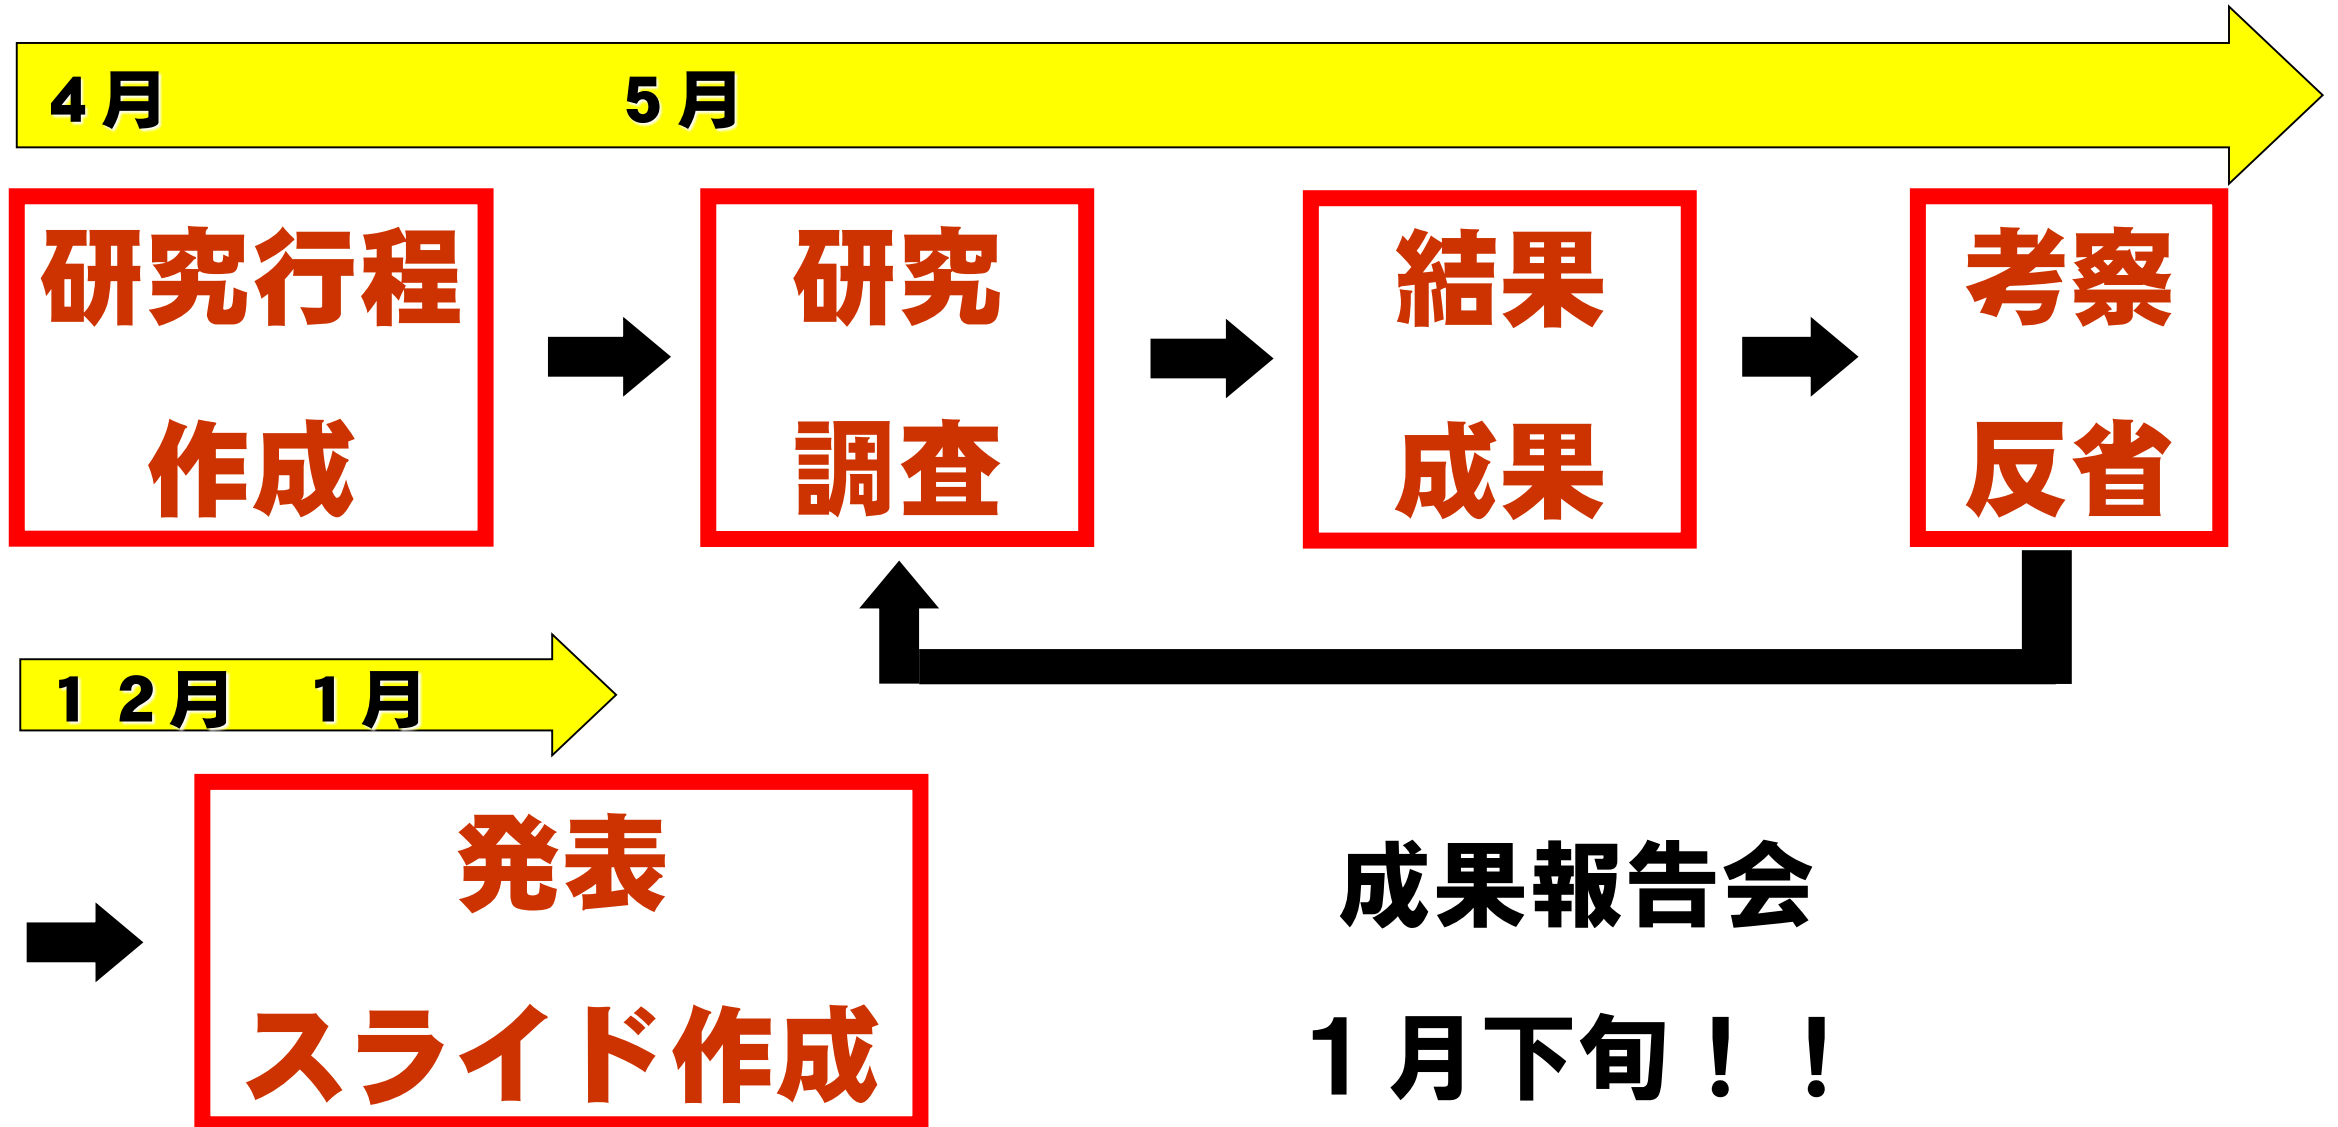 ４月　５月
研究行程
作成
研究
調査
結果
成果
考察
反省
１２月　１月
発表
スライド作成
成果報告会
１月下旬！！